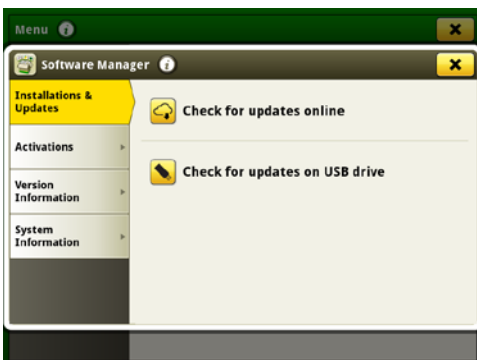 Menu
Software Manager
Installations &
Updates
Activations
Version
Information
System
Information
Check for updates online
Check for updates on USB drive